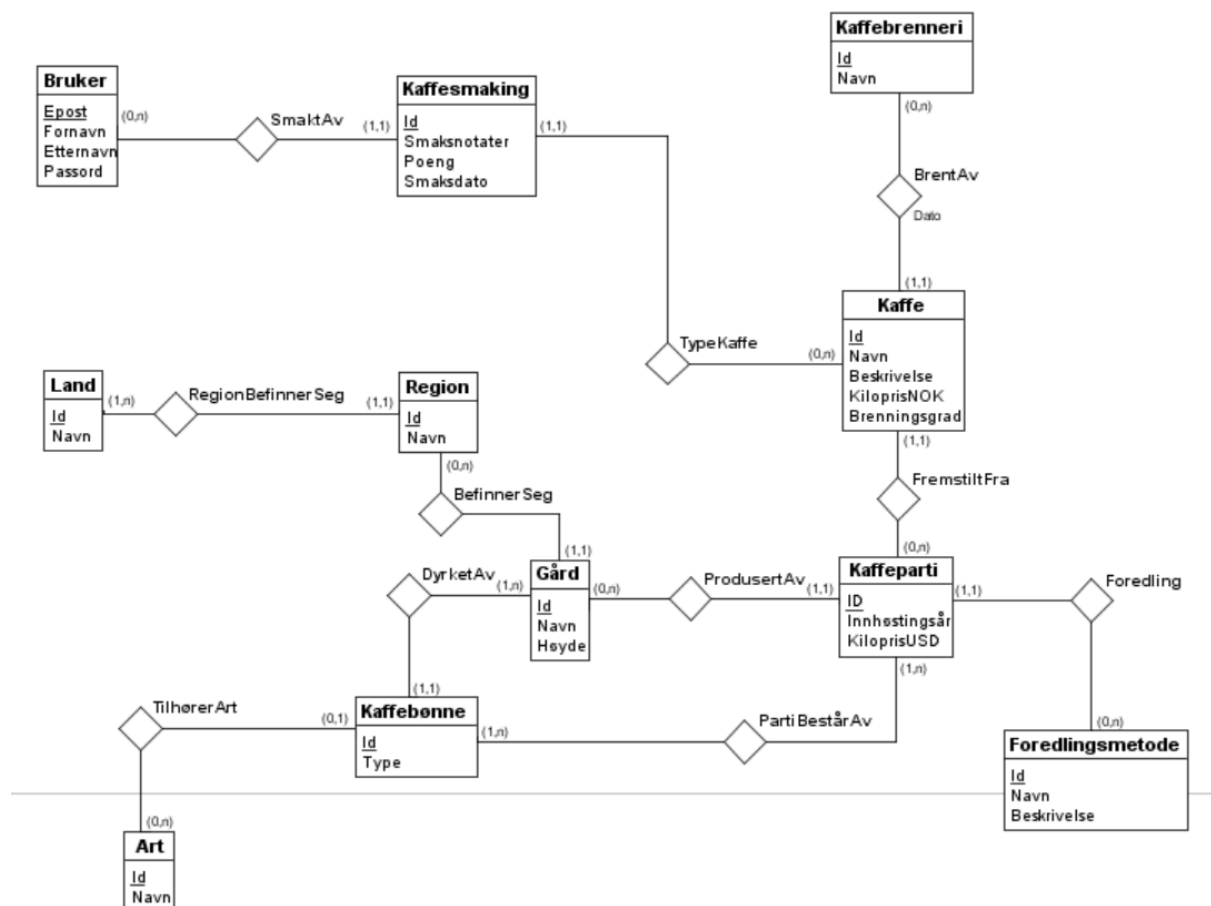 Kaffebrenneri
Id
Navn
(0,n)
BrentAv
Dato
(1,1)
Bruker
Epost
Fornavn
Etternavn
Passord
(0,n)
SmaktAv
(1,1)
Kaffesmaking
Id
Smaksnotater
Poeng
Smaksdato
(1,1)
TypeKaffe
(0,n)
Kaffe
Id
Navn
Beskrivelse
KiloprisNOK
Brenningsgrad
(1,1)
FremstiltFra
(0,n)
Land
Id
Navn
(1,n)
RegionBefinnerSeg
(1,1)
Region
Id
Navn
(0,n)
BefinnerSeg
(1,1)
DyrketAv
(1,n)
Gård
Id
Navn
Høyde
(0,n)
ProdusertAv
(1,1)
Kaffeparti
ID
Innhøstingsår
KiloprisUSD
(1,1)
Foredling
(1,n)
(1,1)
TilhørerArt
(0,1)
Kaffebønne
Id
Type
(1,n)
PartiBestårAv
(0,n)
Foredlingsmetode
Id
Navn
Beskrivelse
(0,n)
Art
Id
Navn